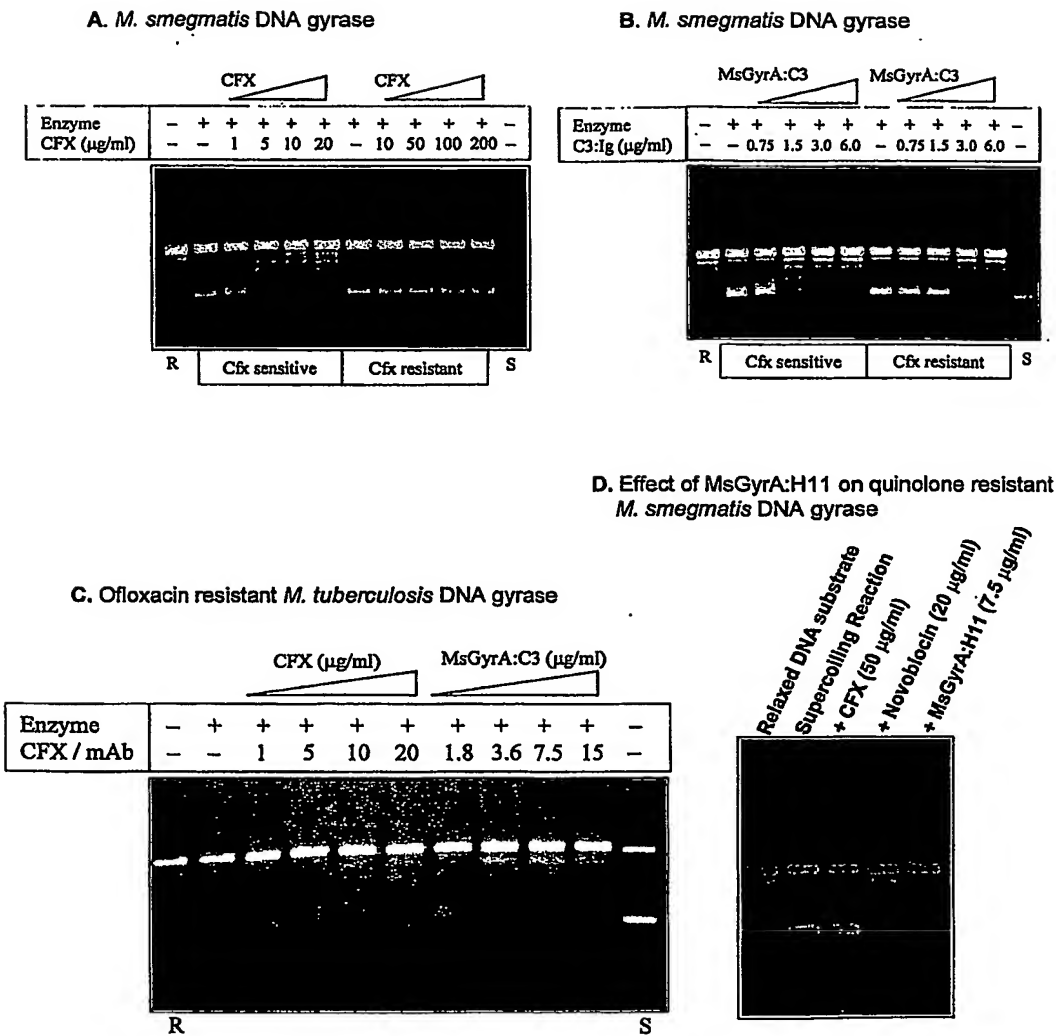 A. M. smegmatis DNA gyrase
CFX CFX
Enzyme – + + + + + + + + + + –
CFX (µg/ml) – – 1 5 10 20 – 10 50 100 200 –
R Cfx sensitive Cfx resistant S
B. M. smegmatis DNA gyrase
MsGyrA:C3 MsGyrA:C3
Enzyme – + + + + + + + + + + –
C3:Ig (µg/ml) – – 0.75 1.5 3.0 6.0 – 0.75 1.5 3.0 6.0 –
R Cfx sensitive Cfx resistant S
C. Ofloxacin resistant M. tuberculosis DNA gyrase
CFX (µg/ml) MsGyrA:C3 (µg/ml)
Enzyme – + + + + + + + + + –
CFX / mAb – – 1 5 10 20 1.8 3.6 7.5 15 –
R S
D. Effect of MsGyrA:H11 on quinolone resistant
M. smegmatis DNA gyrase
Relaxed DNA substrate
Supercoiling Reaction
+ CFX (50 µg/ml)
+ Novobiocin (20 µg/ml)
+ MsGyrA:H11 (7.5 µg/ml)